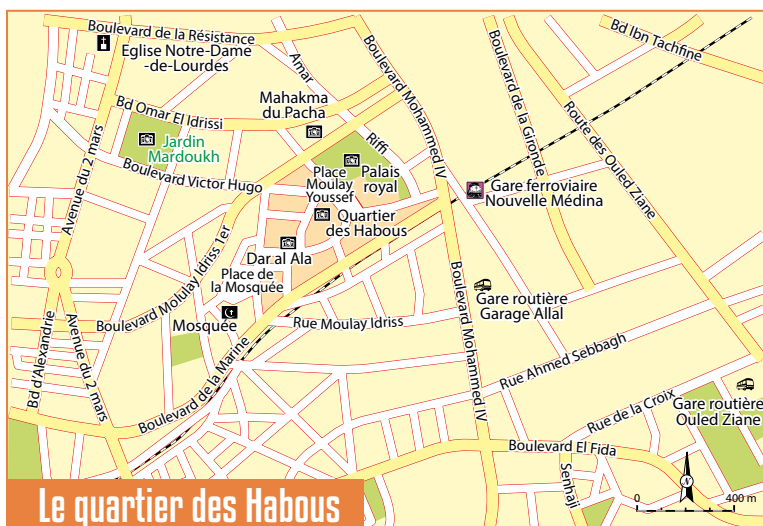 Boulevard de la Résistance
Eglise Notre-Dame
-de-Lourdes
Amar
Boulevard Mohammed IV
Boulevard de la Gironde
Bd Ibn Tachfine
Route des Ouled Ziane
Mahakma
du Pacha
Bd Omar El Idrissi
Jardin
Mardoukh
Riffi
Avenue du 2 mars
Boulevard Victor Hugo
Place
Moulay
Youssef
Palais
royal
Gare ferroviaire
Nouvelle Médina
Quartier
des Habous
Dar al Ala
Place de
la Mosquée
Boulevard Molulay Idriss 1er
Mosquée
Rue Moulay Idriss
Gare routière
Garage Allal
Boulevard Mohammed IV
Bd d'Alexandrie
Avenue du 2 mars
Boulevard de la Marine
Rue Ahmed Sebbagh
Rue de la Croix
Gare routière
Ouled Ziane
Boulevard El Fida
Senhaji
N
0 400 m
Le quartier des Habous